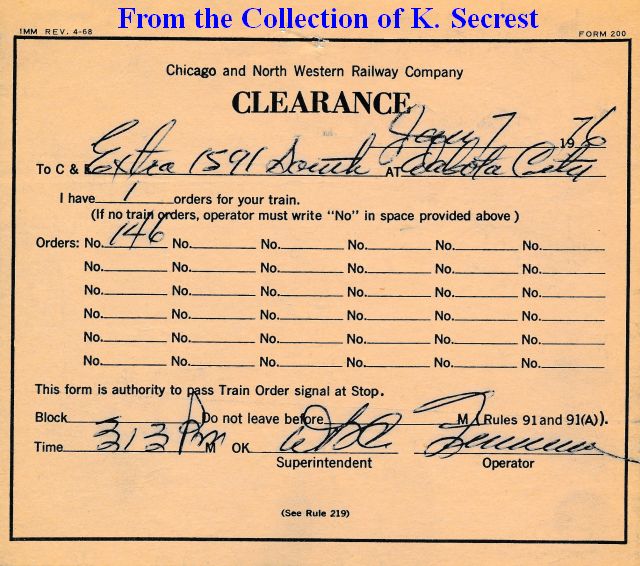 From the Collection of K. Secrest
1MM REV. 4-68 FORM 200
Chicago and North Western Railway Company
CLEARANCE
Jany 7 1976
To C & E Extra 1591 South AT Dakota City
I have 1 orders for your train.
(If no train orders, operator must write "No" in space provided above)
Orders: No. 146 No. No. No. No. No.
No. No. No. No. No. No.
No. No. No. No. No. No.
No. No. No. No. No. No.
No. No. No. No. No. No.
No. No. No. No. No. No.
This form is authority to pass Train Order signal at Stop.
Block Do not leave before M (Rules 91 and 91(A)).
Time 313 PM M OK
Superintendent Operator
(See Rule 219)